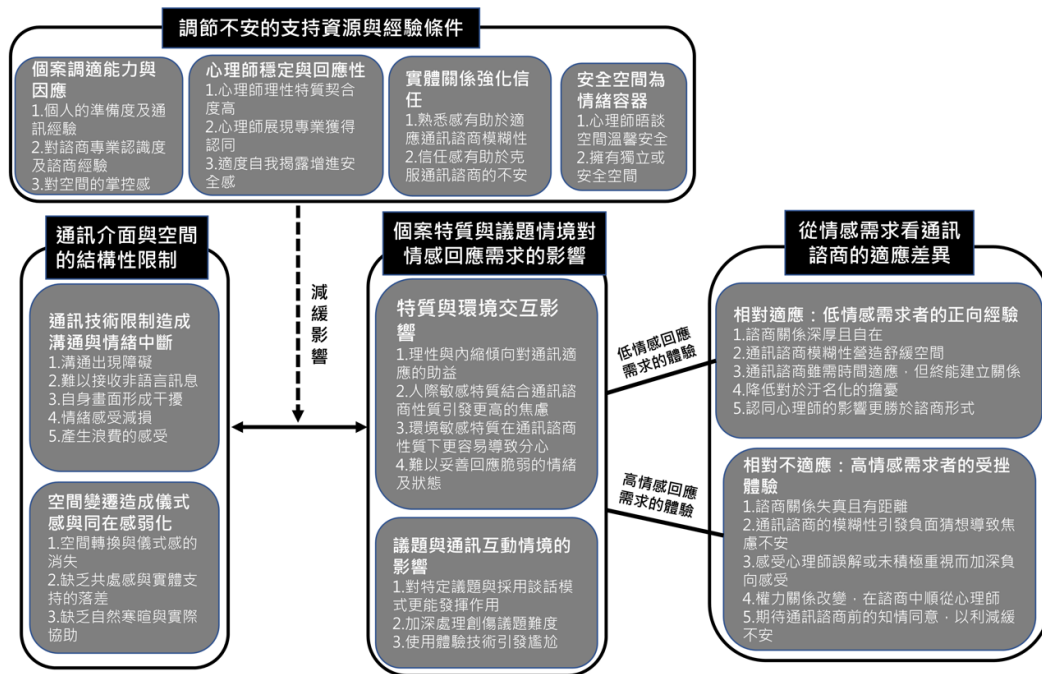 調節不安的支持資源與經驗條件
個案調適能力與
因應
1.個人的準備度及通
訊經驗
2.對諮商專業認識度
及諮商經驗
3.對空間的掌控感
心理師穩定與回應性
1.心理師理性特質契合
度高
2.心理師展現專業獲得
認同
3.適度自我揭露增進安
全感
實體關係強化信
任
1.熟悉感有助於適
應通訊諮商模糊性
2.信任感有助於克
服通訊諮商的不安
安全空間為
情緒容器
1.心理師晤談
空間溫馨安全
2.擁有獨立或
安全空間
減緩影響
通訊介面與空間
的結構性限制
通訊技術限制造成
溝通與情緒中斷
1.溝通出現障礙
2.難以接收非語言訊息
3.自身畫面形成干擾
4.情緒感受減損
5.產生浪費的感受
空間變遷造成儀式
感與同在感弱化
1.空間轉換與儀式感的
消失
2.缺乏共處感與實體支
持的落差
3.缺乏自然寒暄與實際
協助
個案特質與議題情境對
情感回應需求的影響
特質與環境交互影
響
1.理性與內縮傾向對通訊適應
的助益
2.人際敏感特質結合通訊諮
商性質引發更高的焦慮
3.環境敏感特質在通訊諮商
性質下更容易導致分心
4.難以妥善回應脆弱的情緒
及狀態
議題與通訊互動情境的
影響
1.對特定議題與採用談話模
式更能發揮作用
2.加深處理創傷議題難度
3.使用體驗技術引發尷尬
低情感回應
需求的體驗
高情感回應
需求的體驗
從情感需求看通訊
諮商的適應差異
相對適應：低情感需求者的正向經驗
1.諮商關係深厚且自在
2.通訊諮商模糊性營造舒緩空間
3.通訊諮商雖需時間適應，但終能建立關係
4.降低對於汙名化的擔憂
5.認同心理師的影響更勝於諮商形式
相對不適應：高情感需求者的受挫
體驗
1.諮商關係失真且有距離
2.通訊諮商的模糊性引發負面猜想導致焦
慮不安
3.感受心理師誤解或未積極重視而加深負
向感受
4.權力關係改變，在諮商中順從心理師
5.期待通訊諮商前的知情同意，以利減緩
不安